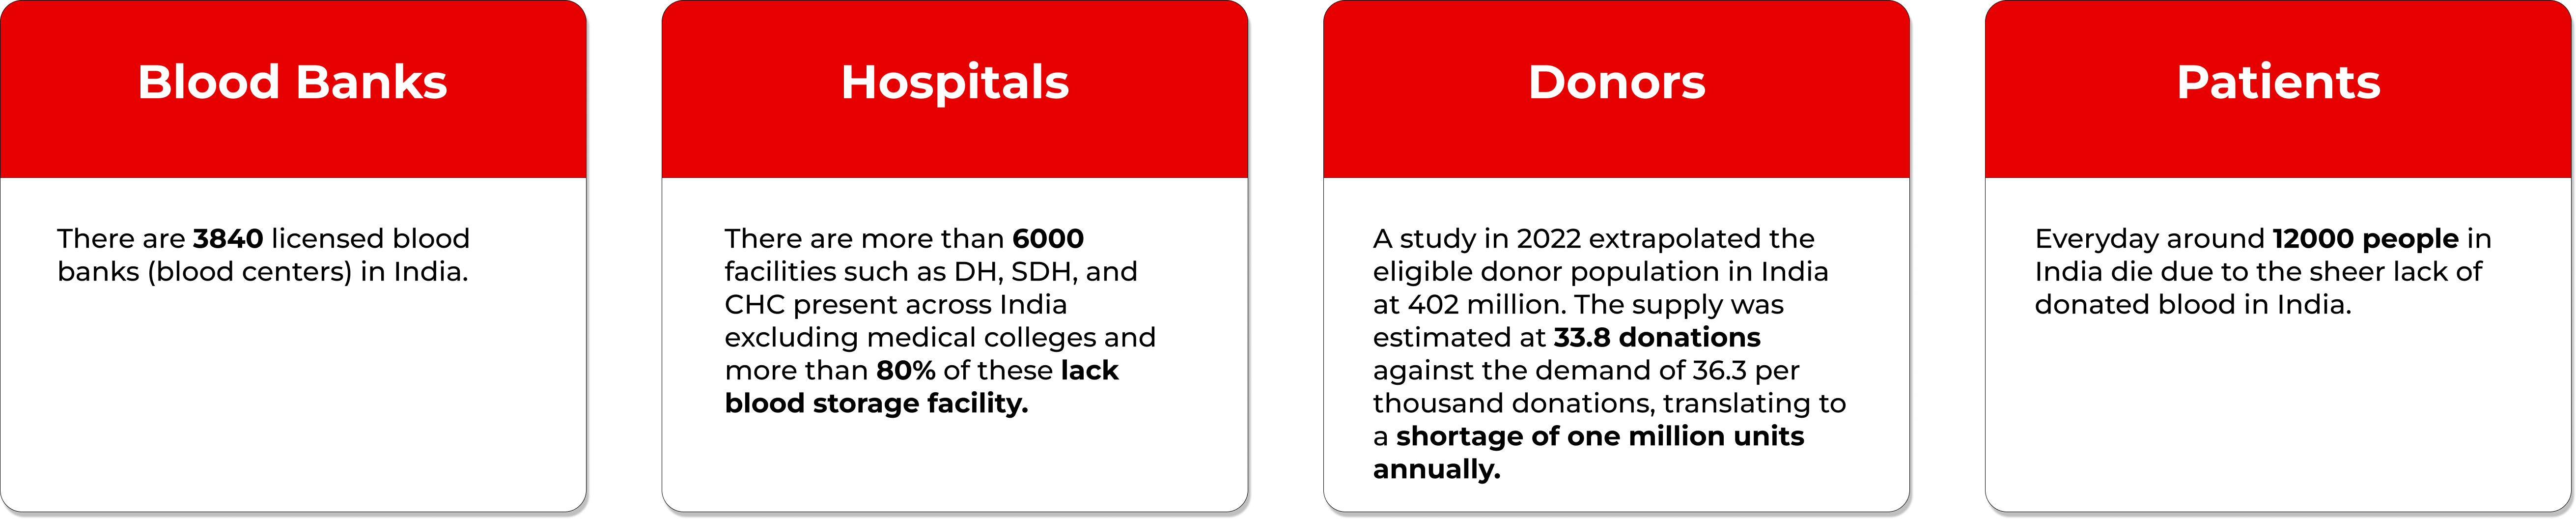 Blood Banks
There are 3840 licensed blood
banks (blood centers) in India.
Hospitals
There are more than 6000
facilities such as DH, SDH, and
CHC present across India
excluding medical colleges and
more than 80% of these lack
blood storage facility.
Donors
A study in 2022 extrapolated the
eligible donor population in India
at 402 million. The supply was
estimated at 33.8 donations
against the demand of 36.3 per
thousand donations, translating to
a shortage of one million units
annually.
Patients
Everyday around 12000 people in
India die due to the sheer lack of
donated blood in India.